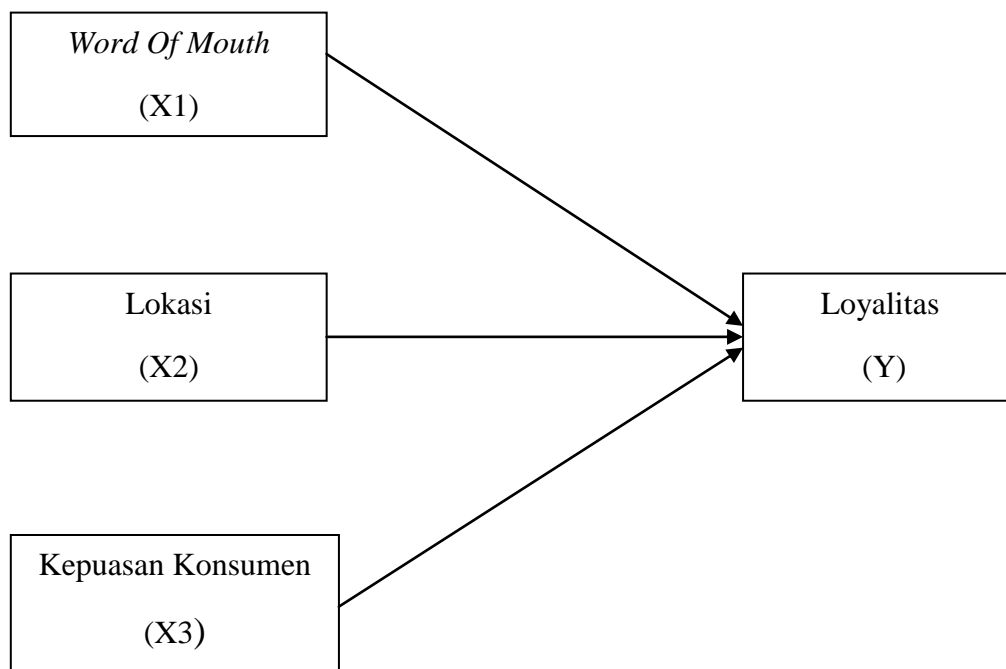 Word Of Mouth
(X1)
Lokasi
(X2)
Loyalitas
(Y)
Kepuasan Konsumen
(X3)